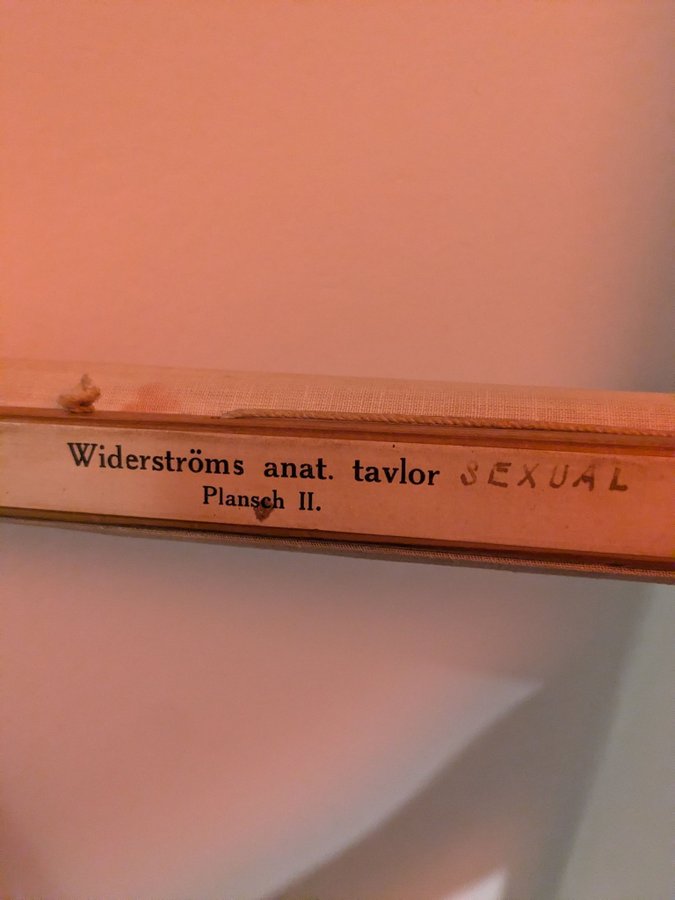 Widerströms anat. tavlor SEXUAL
Plansch II.